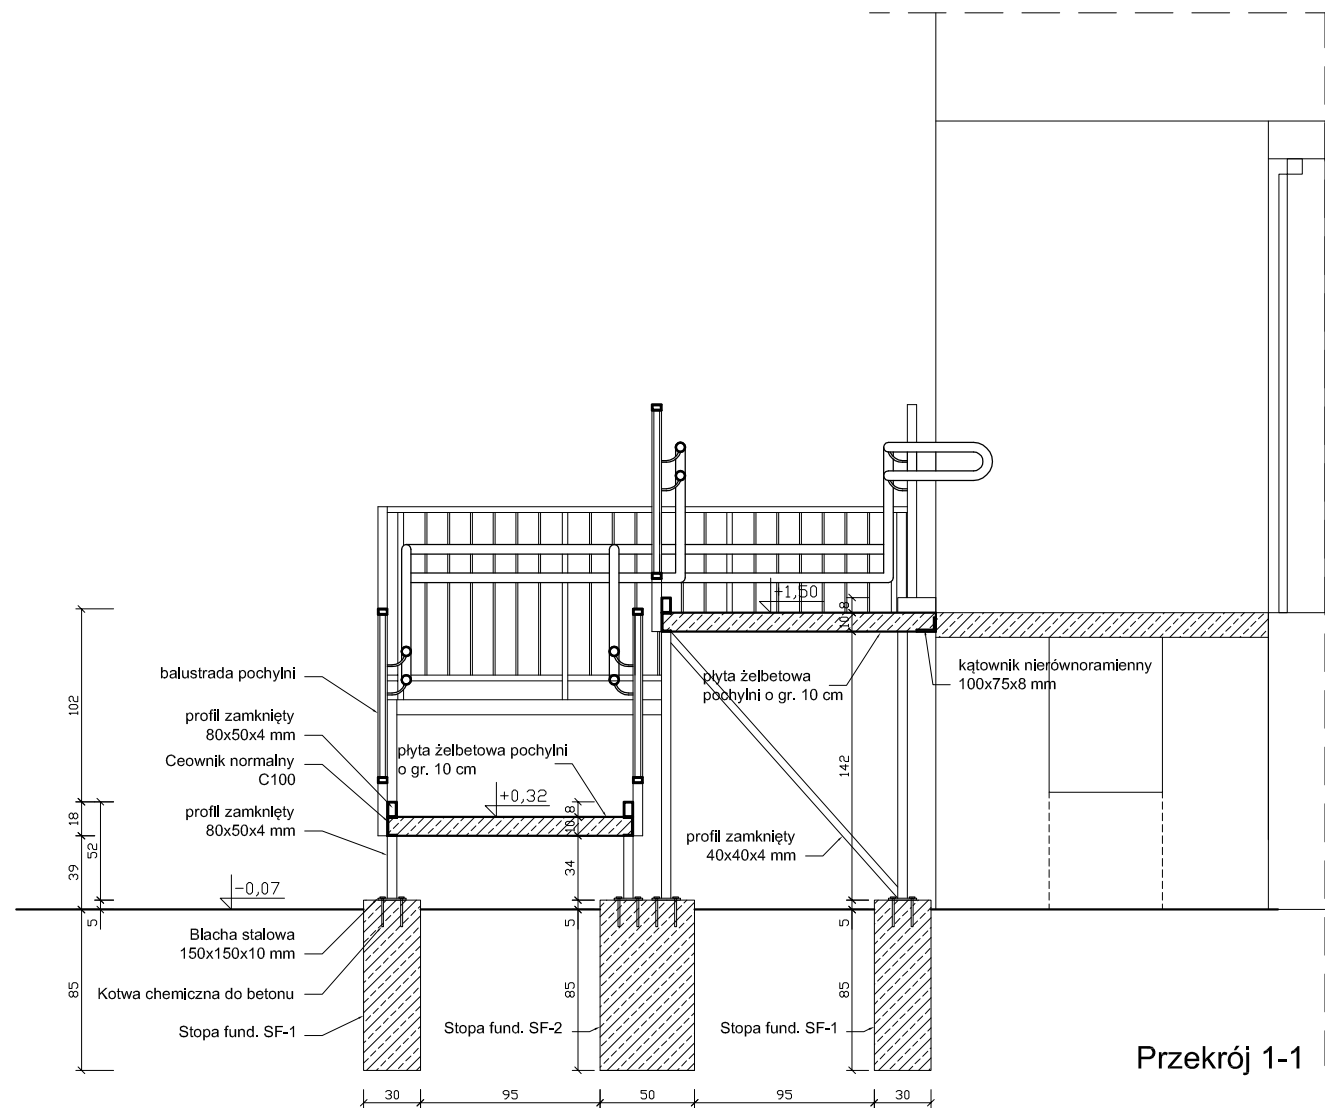 +1,50
10
8
balustrada pochylni
płyta żelbetowa
pochylni o gr. 10 cm
kątownik nierównoramienny
100x75x8 mm
102
profil zamknięty
80x50x4 mm
Ceownik normalny
C100
płyta żelbetowa pochylni
o gr. 10 cm
142
+0,32
10
8
profil zamknięty
80x50x4 mm
profil zamknięty
40x40x4 mm
18
52
39
34
-0,07
5
5
5
Blacha stalowa
150x150x10 mm
Kotwa chemiczna do betonu
85
85
85
Stopa fund. SF-1
Stopa fund. SF-2
Stopa fund. SF-1
Przekrój 1-1
30
95
50
95
30